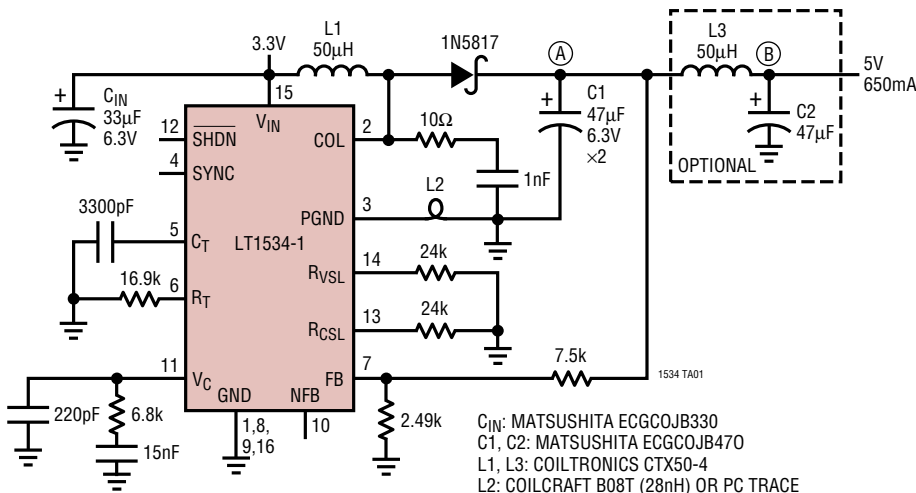 L1
50µH
3.3V
1N5817
A
L3
50µH
B
5V
650mA
+
CIN
33µF
6.3V
15
VIN
12
SHDN
4
SYNC
COL
2
10Ω
1nF
+
C1
47µF
6.3V
×2
+
C2
47µF
OPTIONAL
3300pF
5
CT
LT1534-1
PGND
3
L2
16.9k
6
RT
RVSL
14
24k
RCSL
13
24k
11
VC
GND
NFB
FB
7
7.5k
1534 TA01
220pF
6.8k
15nF
1,8,
9,16
10
2.49k
CIN: MATSUSHITA ECGCOJB330
C1, C2: MATSUSHITA ECGCOJB470
L1, L3: COILTRONICS CTX50-4
L2: COILCRAFT B08T (28nH) OR PC TRACE